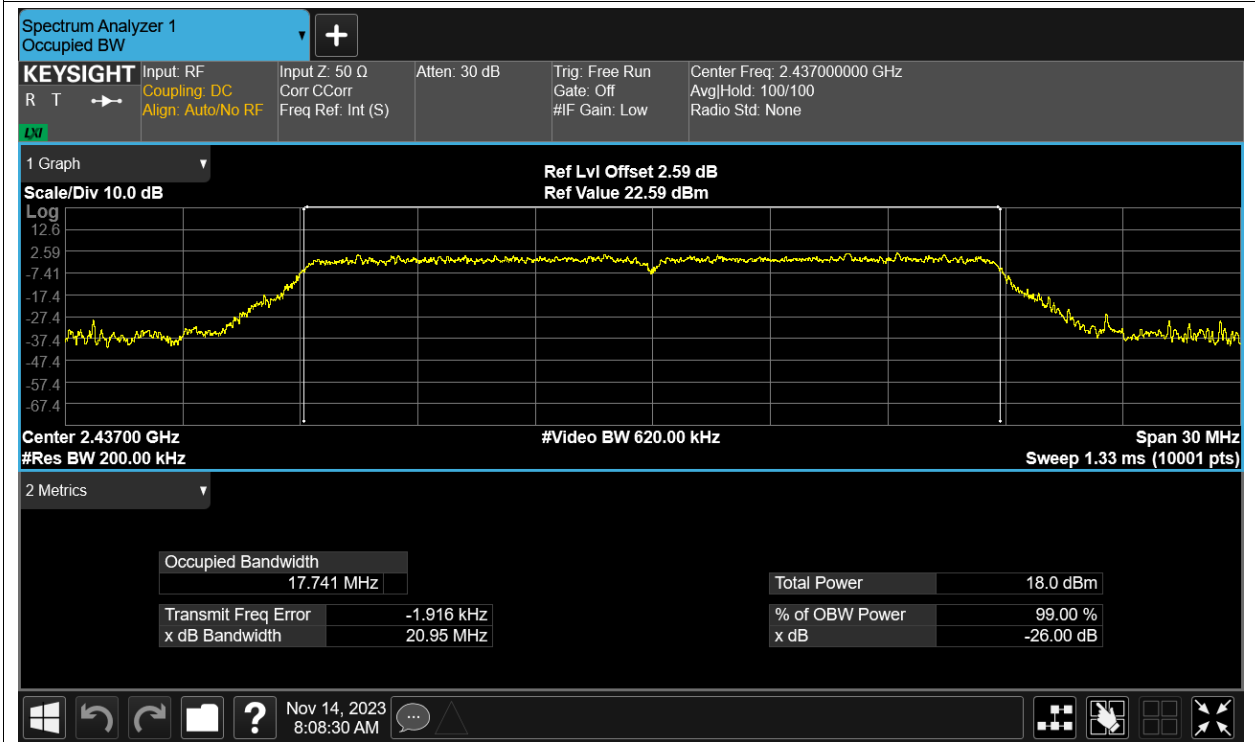 Spectrum Analyzer 1
Occupied BW
KEYSIGHT
R T
LXI
Input: RF
Coupling: DC
Align: Auto/No RF
Input Z: 50 Ω
Corr CCorr
Freq Ref: Int (S)
Atten: 30 dB
Trig: Free Run
Gate: Off
#IF Gain: Low
Center Freq: 2.437000000 GHz
Avg|Hold: 100/100
Radio Std: None
1 Graph
Scale/Div 10.0 dB
Ref Lvl Offset 2.59 dB
Ref Value 22.59 dBm
Log
12.6
2.59
-7.41
-17.4
-27.4
-37.4
-47.4
-57.4
-67.4
Center 2.43700 GHz
#Video BW 620.00 kHz
Span 30 MHz
#Res BW 200.00 kHz
Sweep 1.33 ms (10001 pts)
2 Metrics
Occupied Bandwidth
17.741 MHz
Total Power 18.0 dBm
Transmit Freq Error -1.916 kHz
% of OBW Power 99.00 %
x dB Bandwidth 20.95 MHz
x dB -26.00 dB
?
Nov 14, 2023
8:08:30 AM